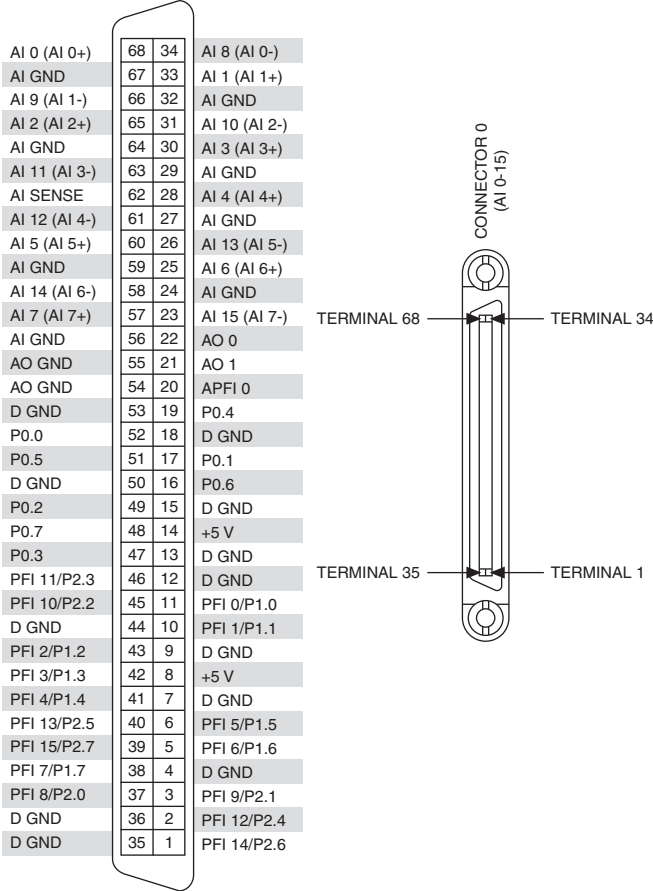 AI 0 (AI 0+) 68 34 AI 8 (AI 0-)
AI GND 67 33 AI 1 (AI 1+)
AI 9 (AI 1-) 66 32 AI GND
AI 2 (AI 2+) 65 31 AI 10 (AI 2-)
AI GND 64 30 AI 3 (AI 3+)
AI 11 (AI 3-) 63 29 AI GND
AI SENSE 62 28 AI 4 (AI 4+)
AI 12 (AI 4-) 61 27 AI GND
AI 5 (AI 5+) 60 26 AI 13 (AI 5-)
AI GND 59 25 AI 6 (AI 6+)
AI 14 (AI 6-) 58 24 AI GND
AI 7 (AI 7+) 57 23 AI 15 (AI 7-)
AI GND 56 22 AO 0
AO GND 55 21 AO 1
AO GND 54 20 APFI 0
D GND 53 19 P0.4
P0.0 52 18 D GND
P0.5 51 17 P0.1
D GND 50 16 P0.6
P0.2 49 15 D GND
P0.7 48 14 +5 V
P0.3 47 13 D GND
PFI 11/P2.3 46 12 D GND
PFI 10/P2.2 45 11 PFI 0/P1.0
D GND 44 10 PFI 1/P1.1
PFI 2/P1.2 43 9 D GND
PFI 3/P1.3 42 8 +5 V
PFI 4/P1.4 41 7 D GND
PFI 13/P2.5 40 6 PFI 5/P1.5
PFI 15/P2.7 39 5 PFI 6/P1.6
PFI 7/P1.7 38 4 D GND
PFI 8/P2.0 37 3 PFI 9/P2.1
D GND 36 2 PFI 12/P2.4
D GND 35 1 PFI 14/P2.6
CONNECTOR 0
(AI 0-15)
TERMINAL 68
TERMINAL 34
TERMINAL 35
TERMINAL 1